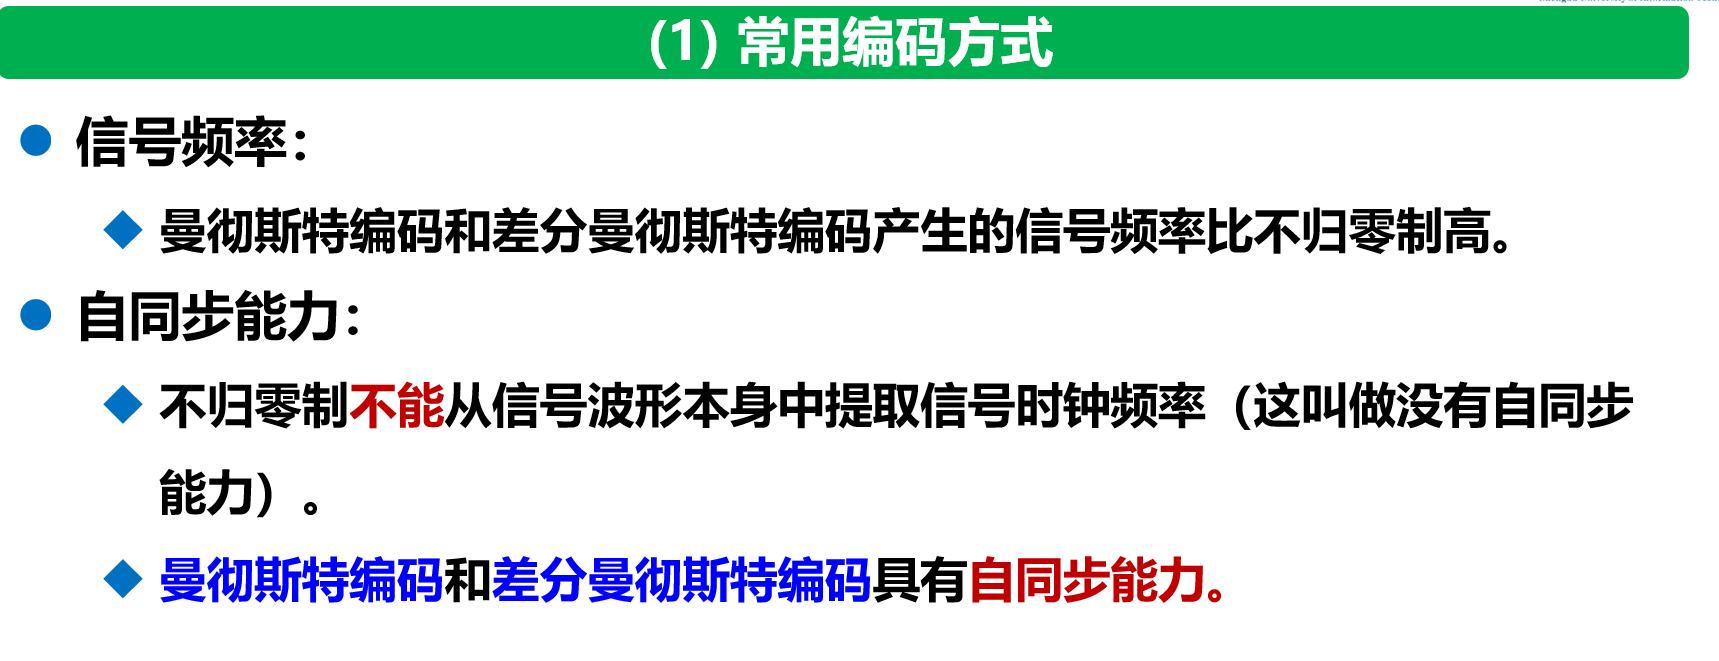 (1) 常用编码方式
信号频率：
曼彻斯特编码和差分曼彻斯特编码产生的信号频率比不归零制高。
自同步能力：
不归零制不能从信号波形本身中提取信号时钟频率（这叫做没有自同步
能力）。
曼彻斯特编码和差分曼彻斯特编码具有自同步能力。